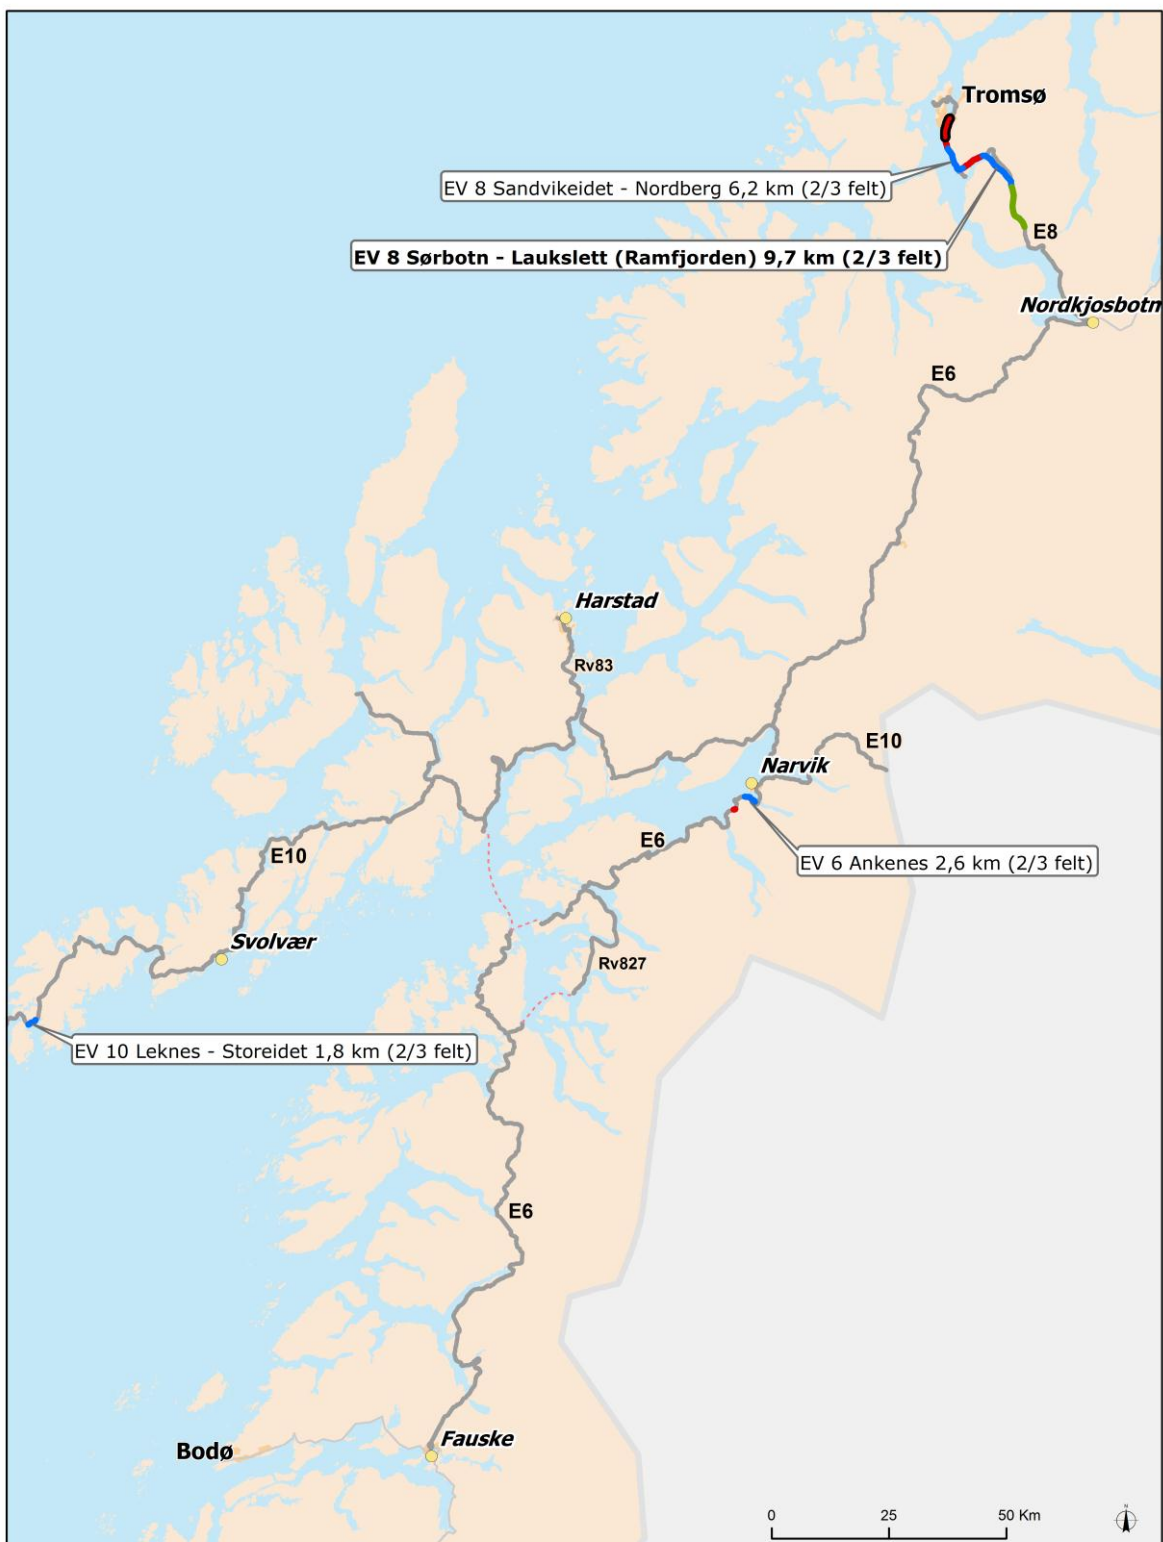 Tromsø
EV 8 Sandvikeidet - Nordberg 6,2 km (2/3 felt)
E8
EV 8 Sørbotn - Laukslett (Ramfjorden) 9,7 km (2/3 felt)
Nordkjosbotn
E6
Harstad
Rv83
E10
Narvik
E6
E10
EV 6 Ankenes 2,6 km (2/3 felt)
Svolvær
Rv827
EV 10 Leknes - Storeidet 1,8 km (2/3 felt)
E6
Fauske
Bodø
0 25 50 Km
N